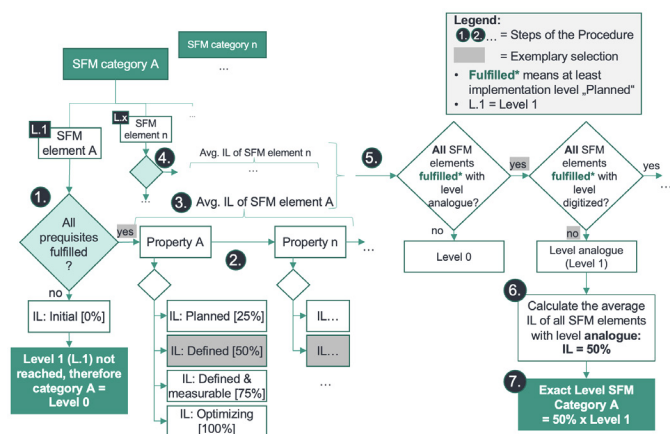 SFM category A
SFM category n
...
L.1
SFM
element A
L.x
SFM
element n
...
4.
...
Avg. IL of SFM element n
...
5.
1.
All
prequisites
fulfilled
?
yes
no
IL: Initial [0%]
Level 1 (L.1) not
reached, therefore
category A =
Level 0
3.
Avg. IL of SFM element A
Property A
2.
Property n
...
IL: Planned [25%]
IL: Defined [50%]
IL: Defined &
measurable [75%]
IL: Optimizing
[100%]
IL...
IL...
...
Legend:
1. 2. ... = Steps of the Procedure
= Exemplary selection
• Fulfilled* means at least
implementation level „Planned“
• L.1 = Level 1
All SFM
elements
fulfilled* with
level
analogue?
yes
no
Level 0
All SFM
elements
fulfilled* with
level
digitized?
yes
...
no
Level analogue
(Level 1)
6.
Calculate the average
IL of all SFM elements
with level analogue:
IL = 50%
7.
Exact Level SFM
Category A
= 50% x Level 1